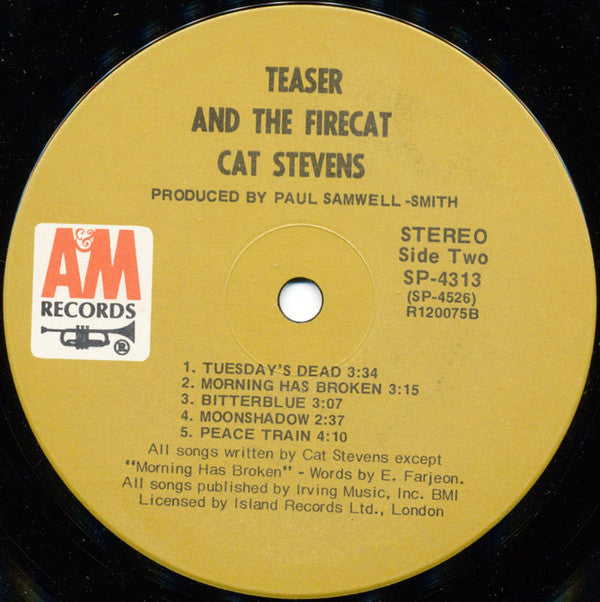 TEASER
AND THE FIRECAT
CAT STEVENS
PRODUCED BY PAUL SAMWELL-SMITH
A&M
RECORDS
®
STEREO
Side Two
SP-4313
(SP-4526)
R120075B
1. TUESDAY'S DEAD 3:34
2. MORNING HAS BROKEN 3:15
3. BITTERBLUE 3:07
4. MOONSHADOW 2:37
5. PEACE TRAIN 4:10
All songs written by Cat Stevens except
"Morning Has Broken" - Words by E. Farjeon.
All songs published by Irving Music, Inc. BMI
Licensed by Island Records Ltd., London